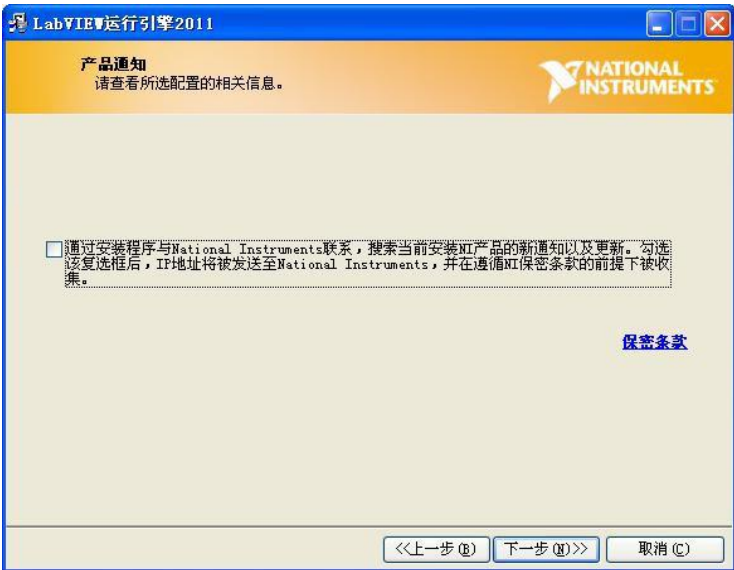 LabVIEW运行引擎2011
产品通知
请查看所选配置的相关信息。
NATIONAL
INSTRUMENTS
通过安装程序与National Instruments联系，搜索当前安装NI产品的新通知以及更新。勾选
该复选框后，IP地址将被发送至National Instruments，并在遵循NI保密条款的前提下被收
集。
保密条款
<<上一步(B) 下一步(N)>> 取消(C)